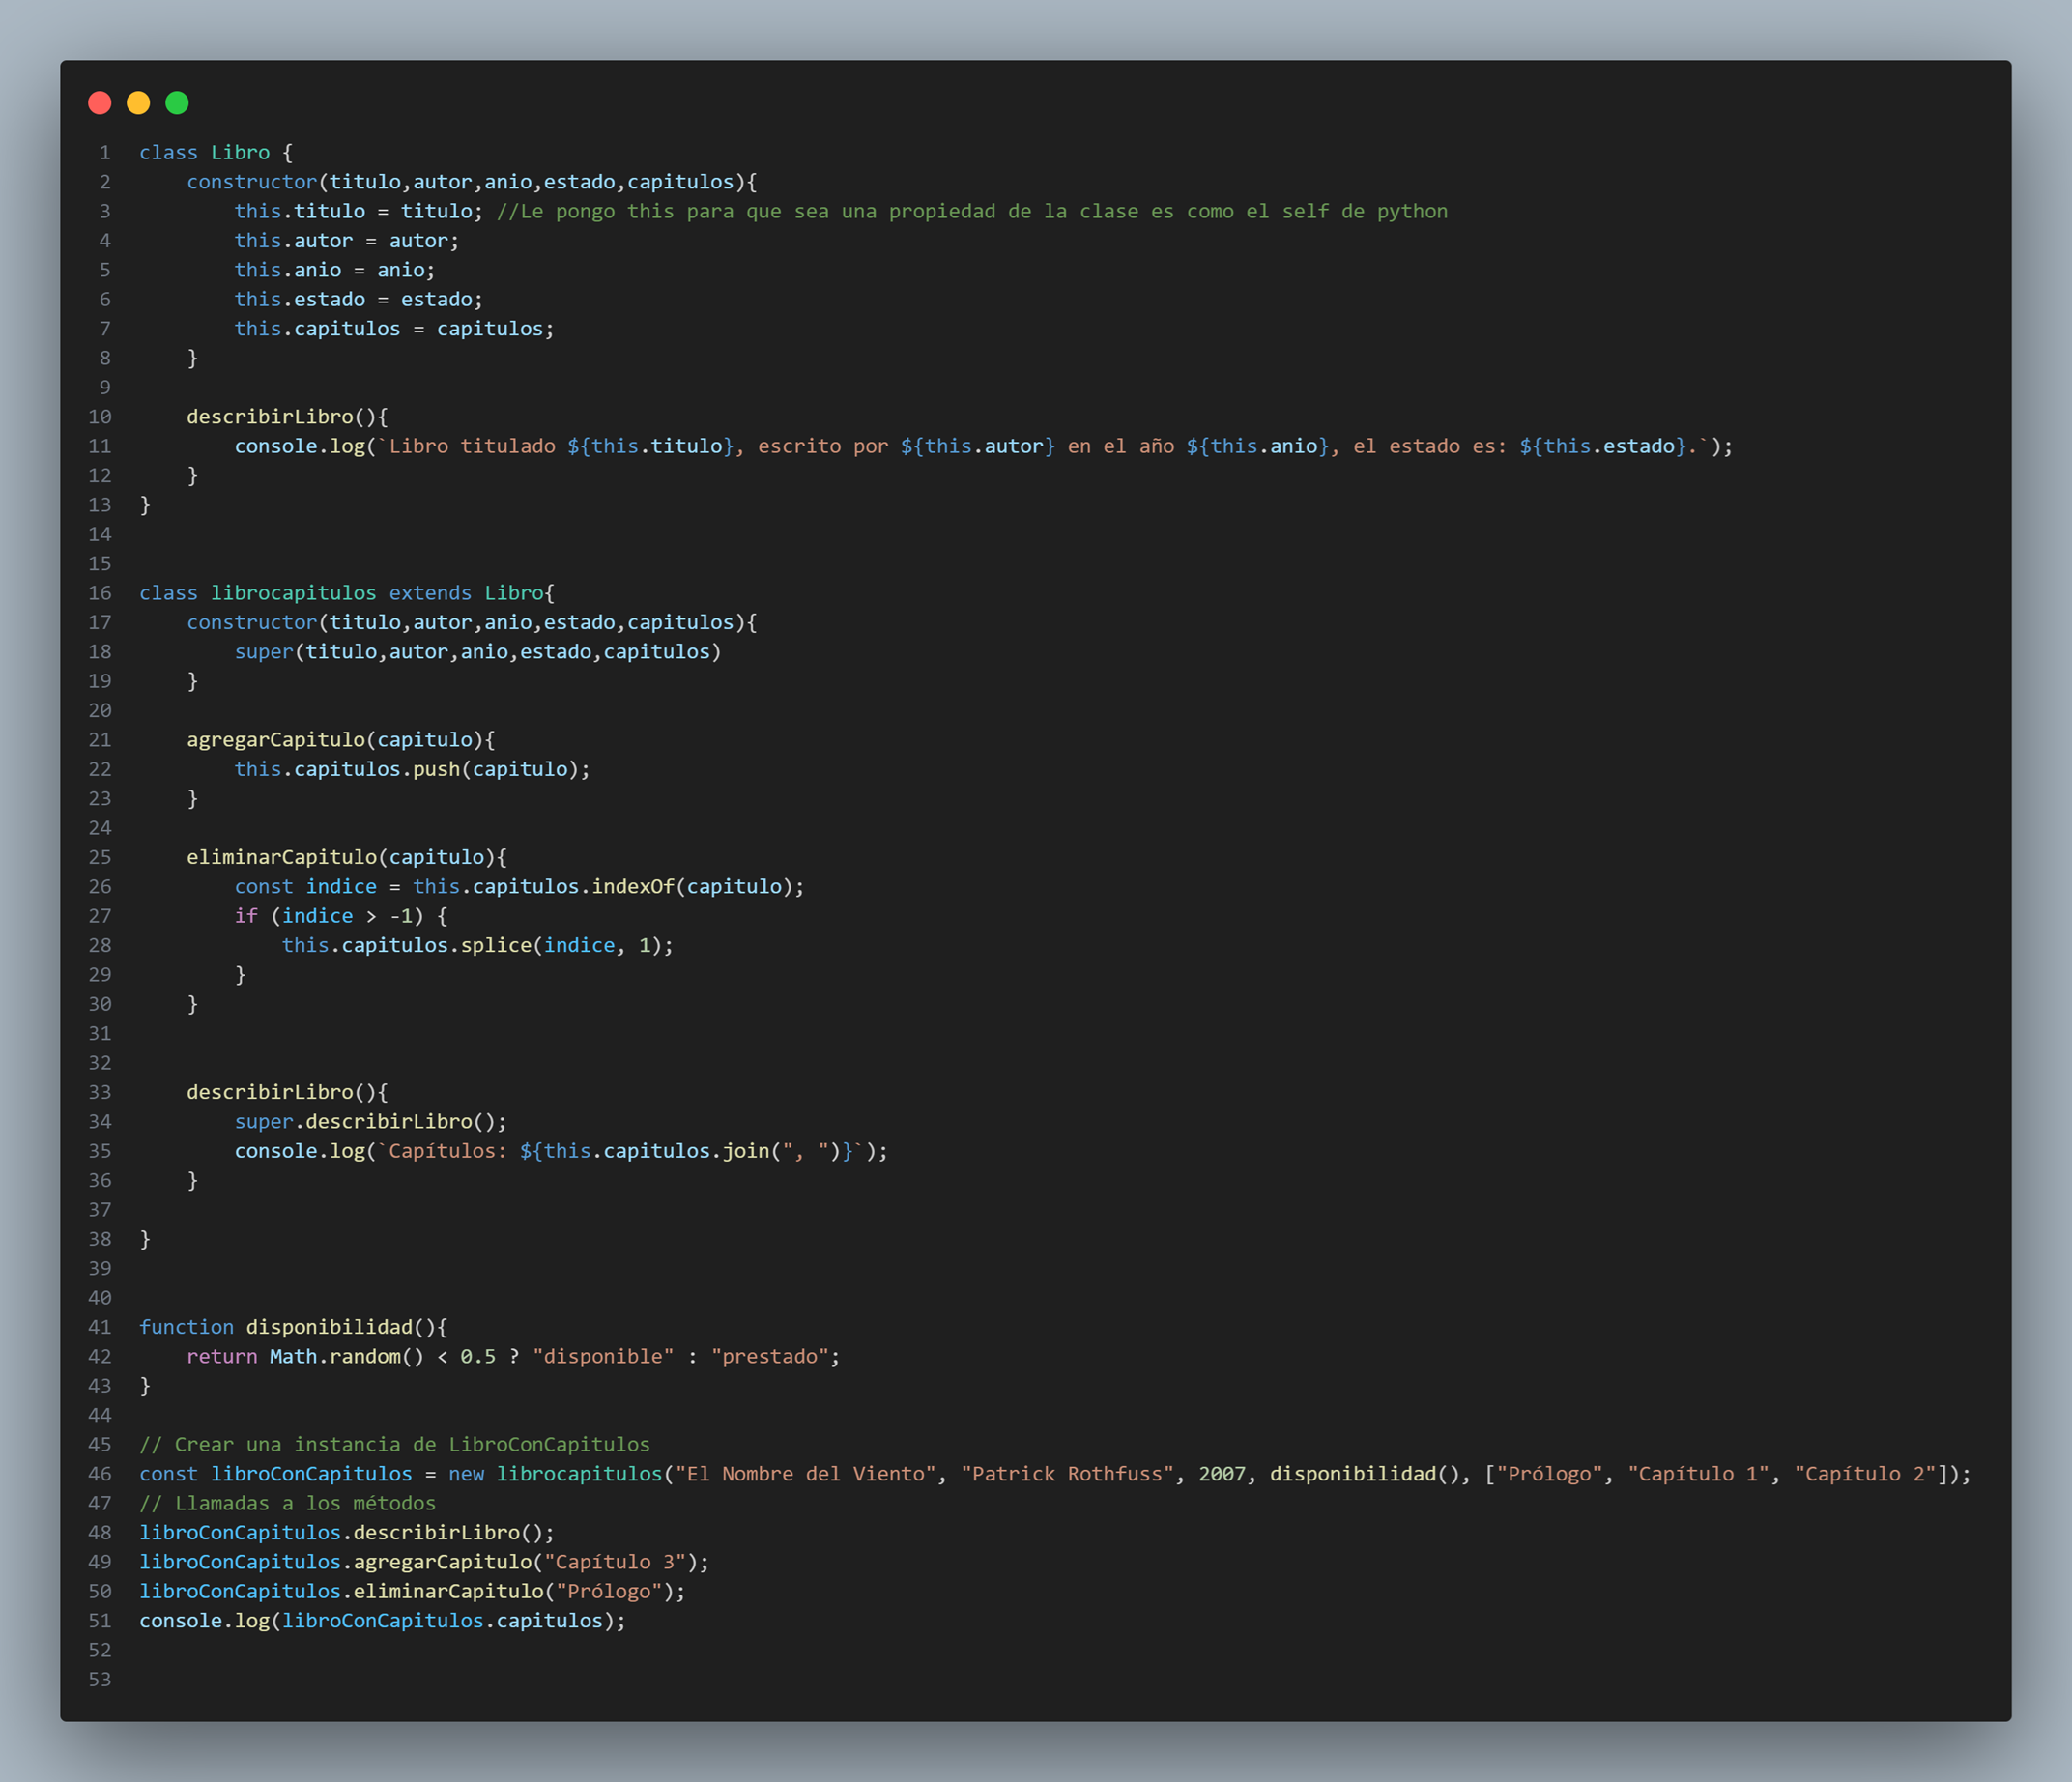 1 class Libro {
2     constructor(titulo,autor,anio,estado,capitulos){
3         this.titulo = titulo; //Le pongo this para que sea una propiedad de la clase es como el self de python
4         this.autor = autor;
5         this.anio = anio;
6         this.estado = estado;
7         this.capitulos = capitulos;
8     }
9
10     describirLibro(){
11         console.log(`Libro titulado ${this.titulo}, escrito por ${this.autor} en el año ${this.anio}, el estado es: ${this.estado}.`);
12     }
13 }
14
15
16 class librocapitulos extends Libro{
17     constructor(titulo,autor,anio,estado,capitulos){
18         super(titulo,autor,anio,estado,capitulos)
19     }
20
21     agregarCapitulo(capitulo){
22         this.capitulos.push(capitulo);
23     }
24
25     eliminarCapitulo(capitulo){
26         const indice = this.capitulos.indexOf(capitulo);
27         if (indice > -1) {
28             this.capitulos.splice(indice, 1);
29         }
30     }
31
32
33     describirLibro(){
34         super.describirLibro();
35         console.log(`Capítulos: ${this.capitulos.join(", ")}`);
36     }
37
38 }
39
40
41 function disponibilidad(){
42     return Math.random() < 0.5 ? "disponible" : "prestado";
43 }
44
45 // Crear una instancia de LibroConCapitulos
46 const libroConCapitulos = new librocapitulos("El Nombre del Viento", "Patrick Rothfuss", 2007, disponibilidad(), ["Prólogo", "Capítulo 1", "Capítulo 2"]);
47 // Llamadas a los métodos
48 libroConCapitulos.describirLibro();
49 libroConCapitulos.agregarCapitulo("Capítulo 3");
50 libroConCapitulos.eliminarCapitulo("Prólogo");
51 console.log(libroConCapitulos.capitulos);
52
53